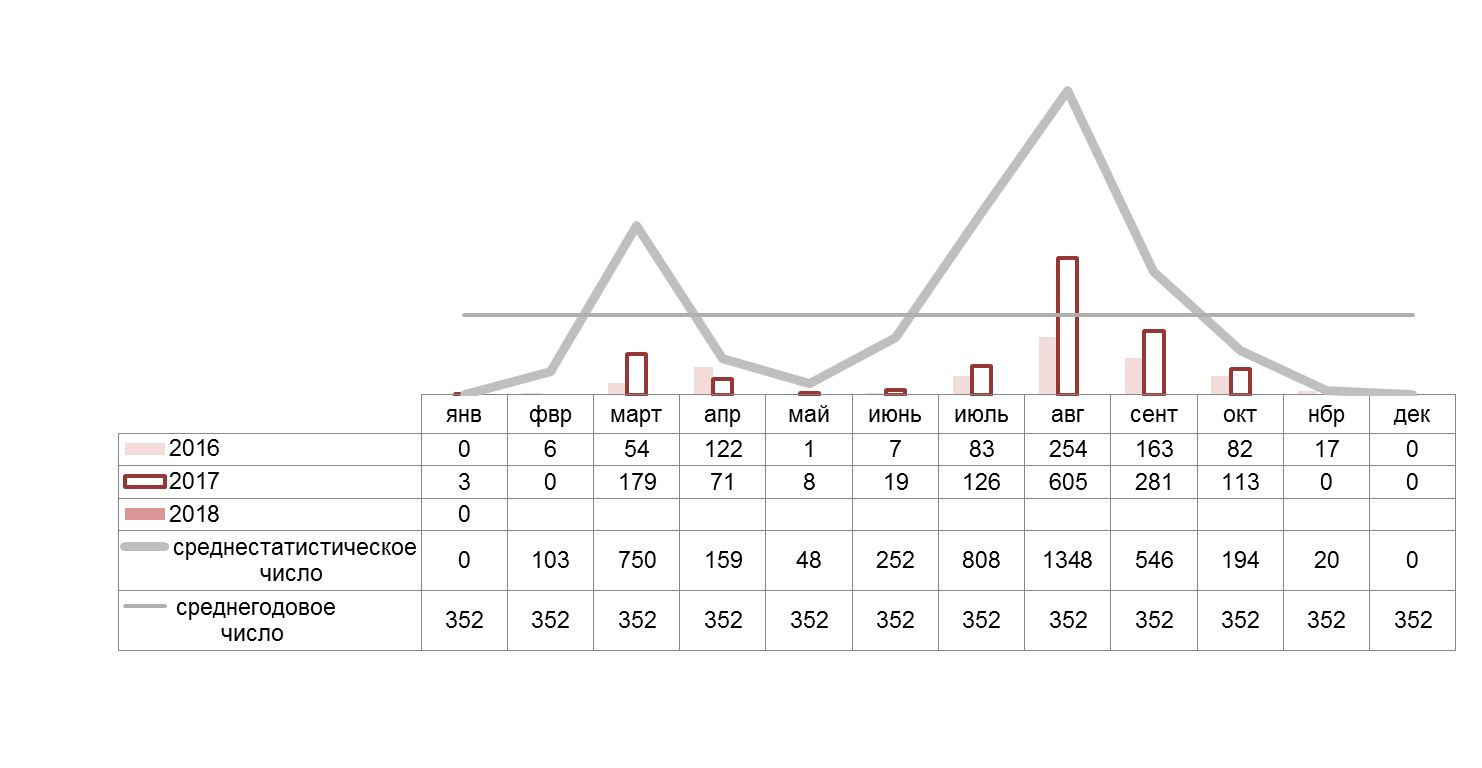 янв фвр март апр май июнь июль авг сент окт нбр дек
2016 0 6 54 122 1 7 83 254 163 82 17 0
2017 3 0 179 71 8 19 126 605 281 113 0 0
2018 0
среднестатистическое
число 0 103 750 159 48 252 808 1348 546 194 20 0
среднегодовое
число 352 352 352 352 352 352 352 352 352 352 352 352